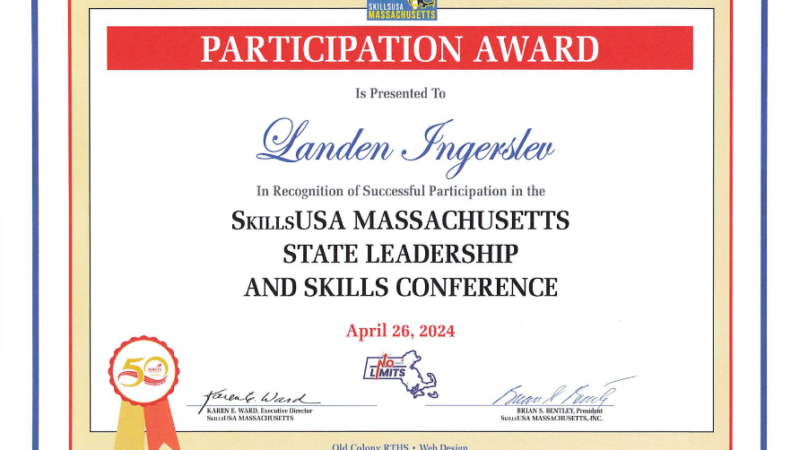 SKILLSUSA
MASSACHUSETTS
PARTICIPATION AWARD
Is Presented To
Landen Ingerslev
In Recognition of Successful Participation in the
SKILLSUSA MASSACHUSETTS
STATE LEADERSHIP
AND SKILLS CONFERENCE
April 26, 2024
50
NO
LIMITS
Karen E. Ward
KAREN E. WARD, Executive Director
SKILLSUSA MASSACHUSETTS
Brian S. Bentley
BRIAN S. BENTLEY, President
SKILLSUSA MASSACHUSETTS, INC.
Old Colony RTHS • Web Design